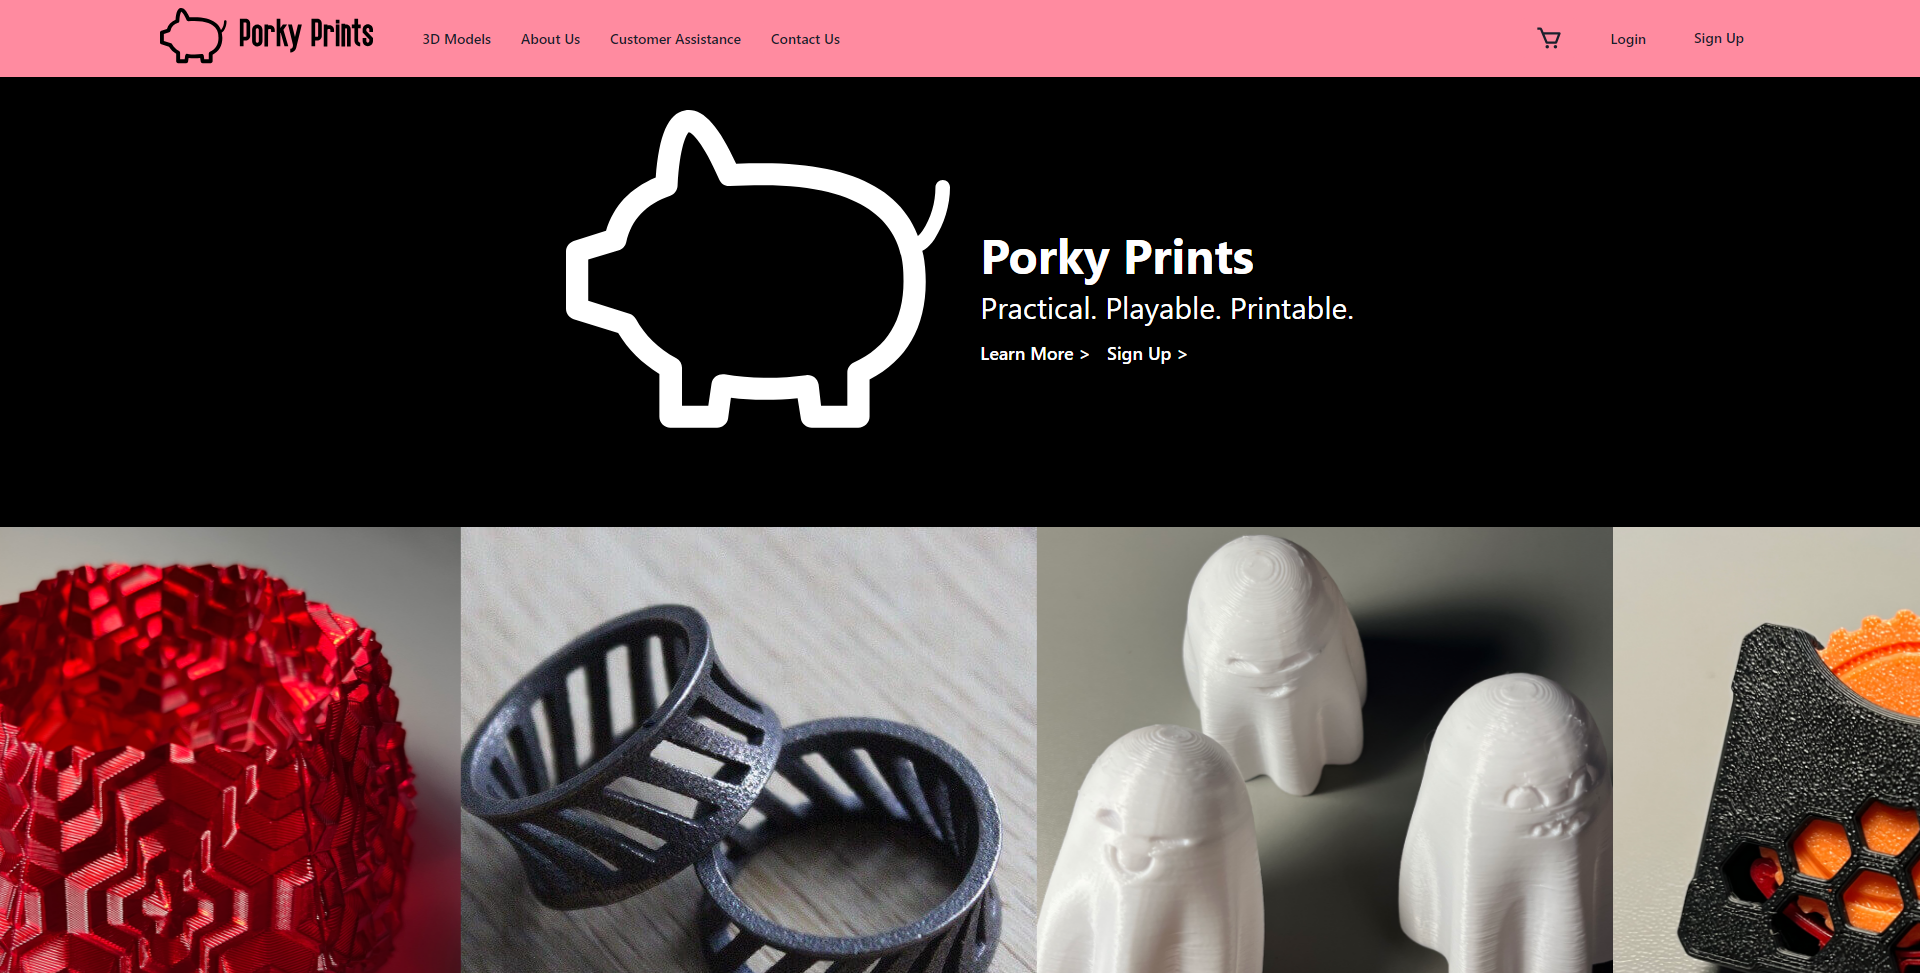 Porky Prints
3D Models
About Us
Customer Assistance
Contact Us
Login
Sign Up
Porky Prints
Practical. Playable. Printable.
Learn More >
Sign Up >